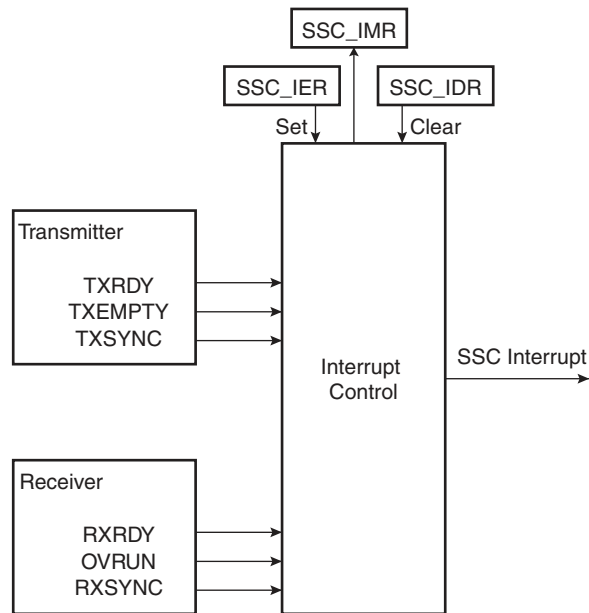 SSC_IMR
SSC_IER
SSC_IDR
Set
Clear
Transmitter
TXRDY
TXEMPTY
TXSYNC
Interrupt
Control
SSC Interrupt
Receiver
RXRDY
OVRUN
RXSYNC